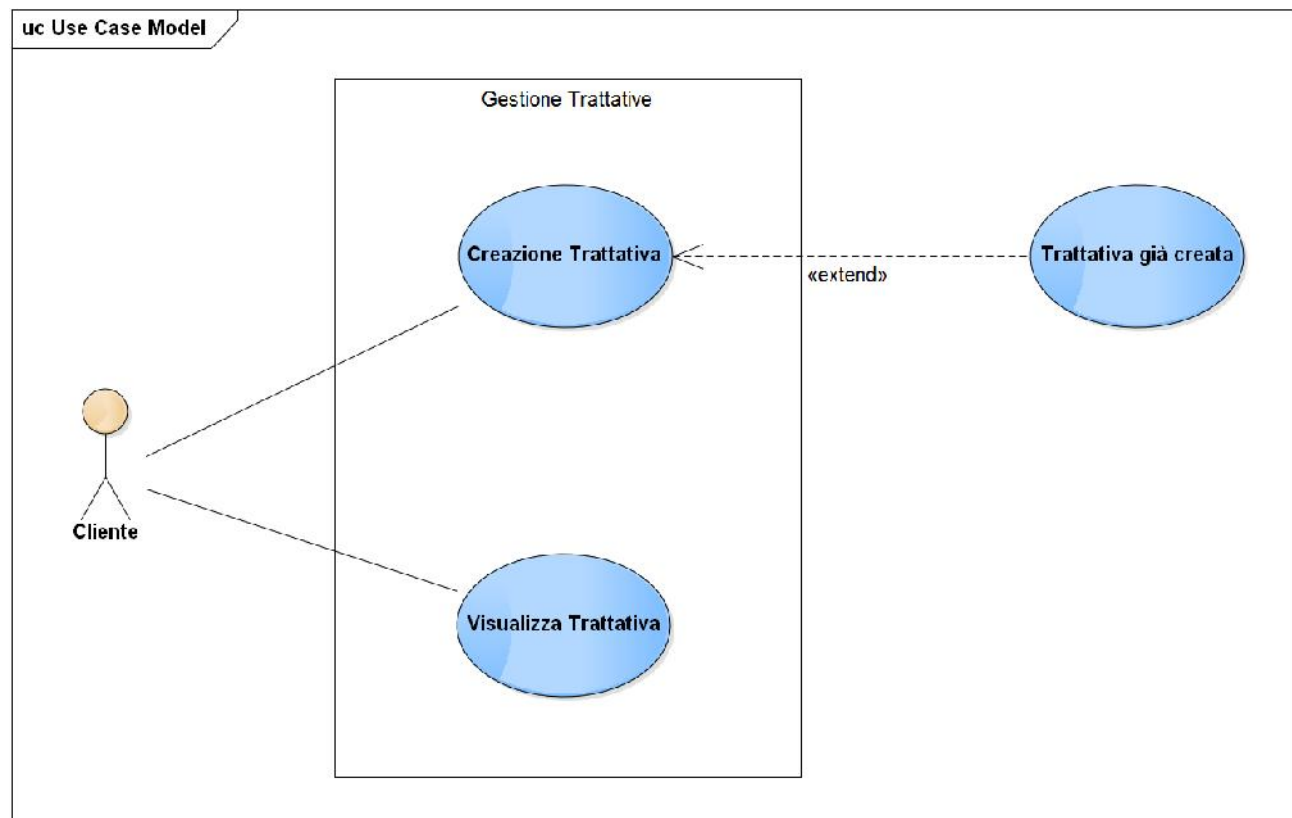 uc Use Case Model
Gestione Trattative
Creazione Trattativa
Trattativa già creata
«extend»
Cliente
Visualizza Trattativa